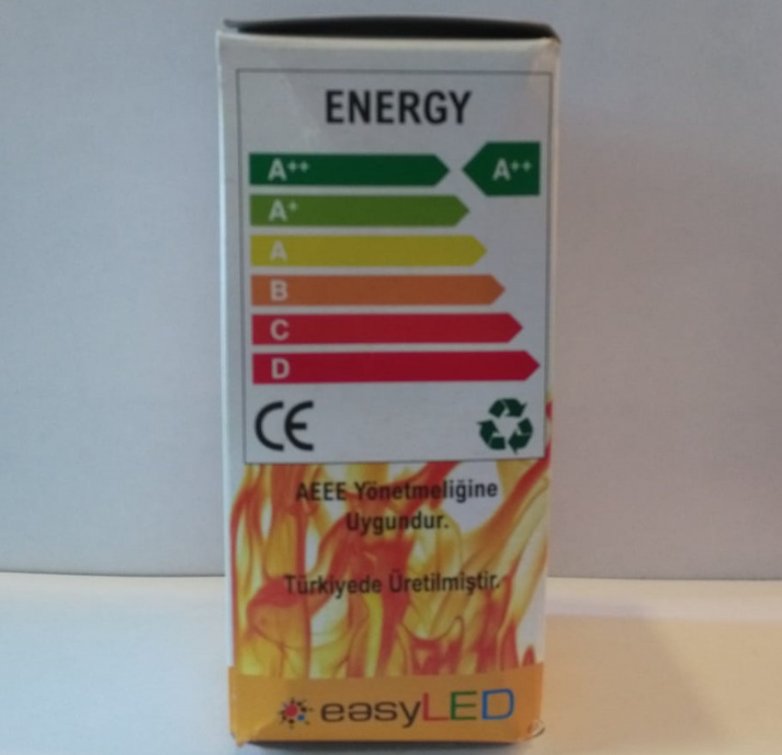 ENERGY
A++ A++
A+
A
B
C
D
CE
AEEE Yönetmeliğine
Uygundur.
Türkiyede Üretilmiştir.
easyLED